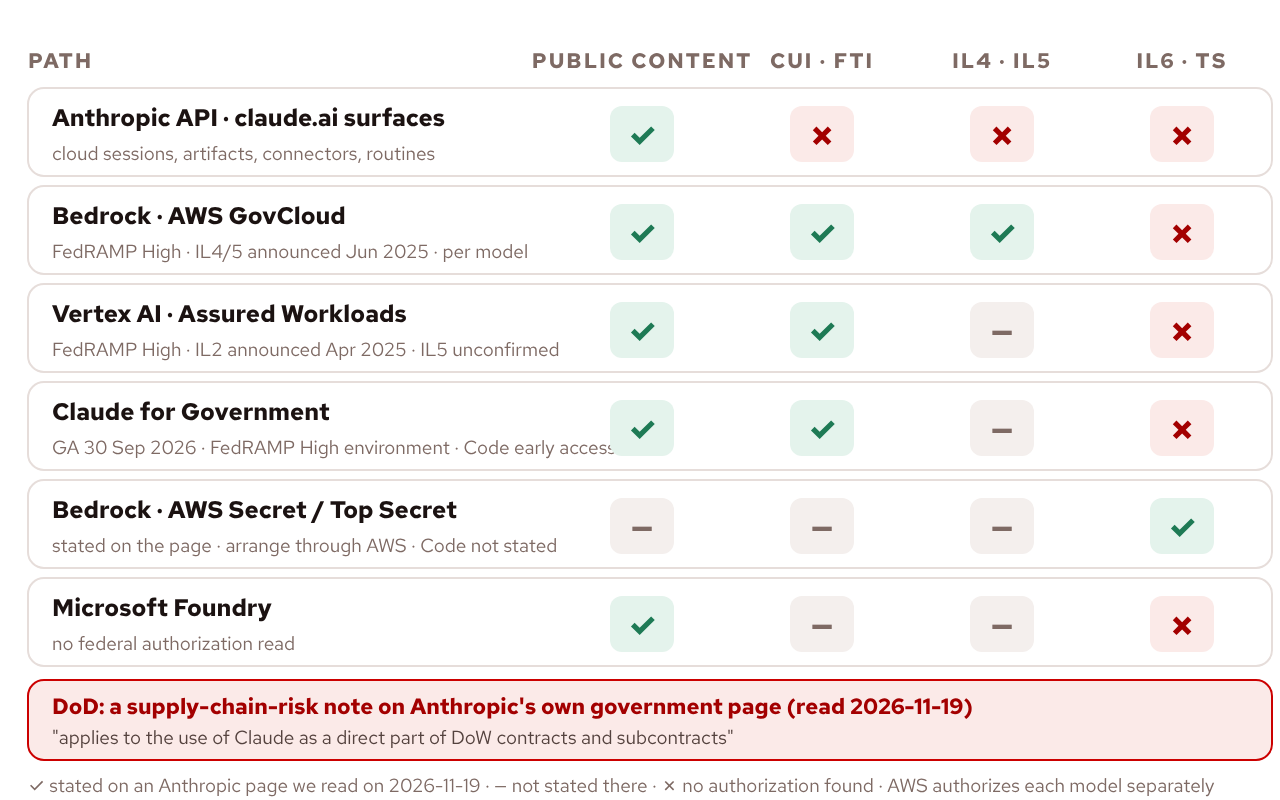 PATH PUBLIC CONTENT CUI · FTI IL4 · IL5 IL6 · TS
Anthropic API · claude.ai surfaces
cloud sessions, artifacts, connectors, routines
Bedrock · AWS GovCloud
FedRAMP High · IL4/5 announced Jun 2025 · per model
Vertex AI · Assured Workloads
FedRAMP High · IL2 announced Apr 2025 · IL5 unconfirmed
Claude for Government
GA 30 Sep 2026 · FedRAMP High environment · Code early access
Bedrock · AWS Secret / Top Secret
stated on the page · arrange through AWS · Code not stated
Microsoft Foundry
no federal authorization read
DoD: a supply-chain-risk note on Anthropic's own government page (read 2026-11-19)
"applies to the use of Claude as a direct part of DoW contracts and subcontracts"
✓ stated on an Anthropic page we read on 2026-11-19 · — not stated there · ✕ no authorization found · AWS authorizes each model separately